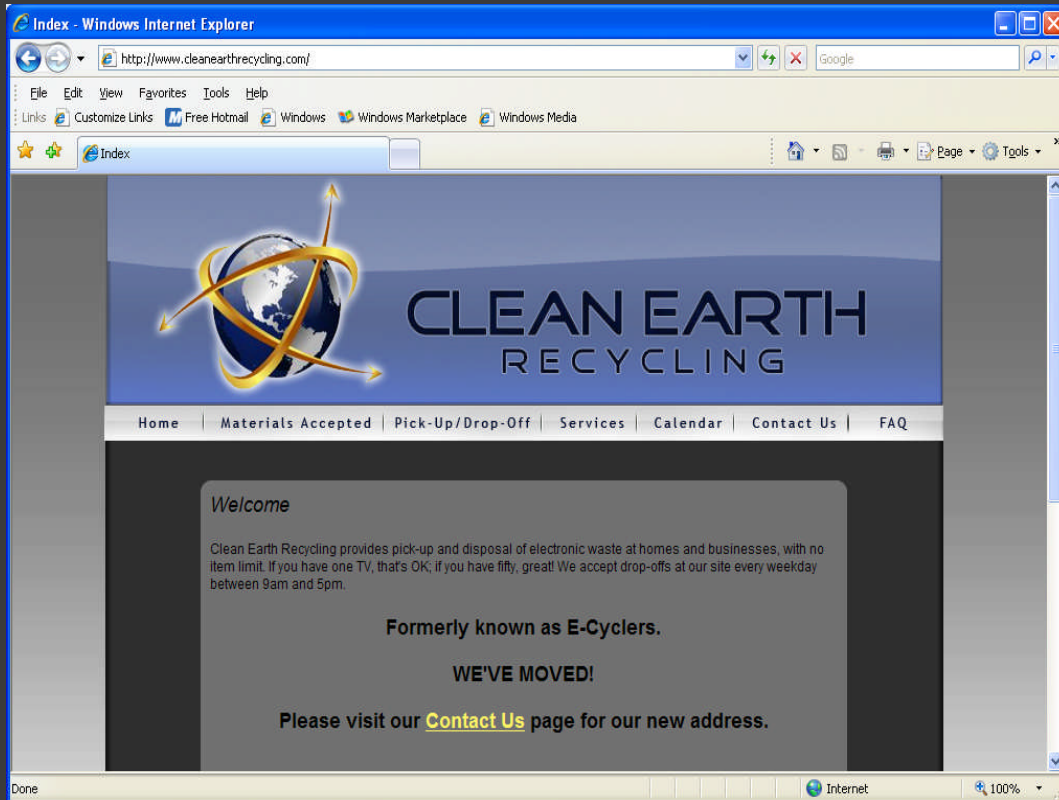 Index - Windows Internet Explorer
http://www.cleanearthrecycling.com/
Google
File Edit View Favorites Tools Help
Links Customize Links Free Hotmail Windows Windows Marketplace Windows Media
Index
Page Tools
CLEAN EARTH
RECYCLING
Home Materials Accepted Pick-Up/Drop-Off Services Calendar Contact Us FAQ
Welcome
Clean Earth Recycling provides pick-up and disposal of electronic waste at homes and businesses, with no
item limit. If you have one TV, that's OK; if you have fifty, great! We accept drop-offs at our site every weekday
between 9am and 5pm.
Formerly known as E-Cyclers.
WE'VE MOVED!
Please visit our Contact Us page for our new address.
Done Internet 100%